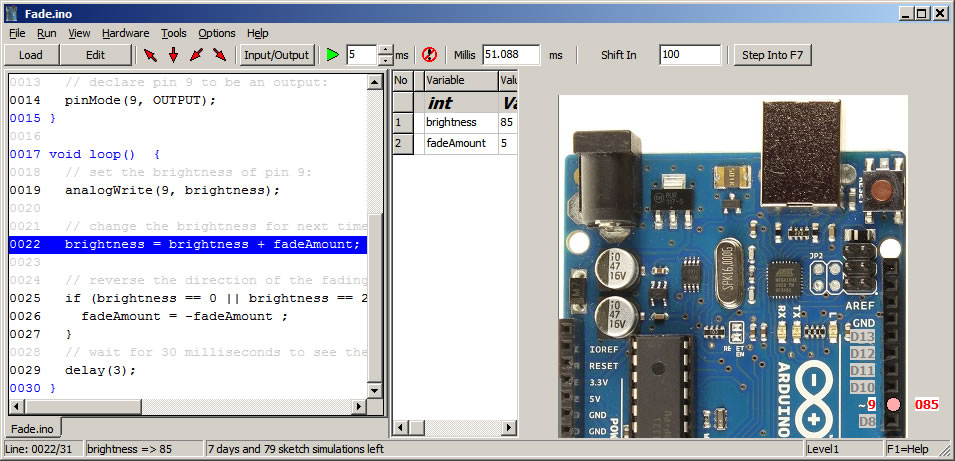 Fade.ino
File Run View Hardware Tools Options Help
Load Edit Input/Output 5 ms Millis 51.088 ms Shift In 100 Step Into F7
0013 // declare pin 9 to be an output:
0014 pinMode(9, OUTPUT);
0015 }
0016
0017 void loop() {
0018 // set the brightness of pin 9:
0019 analogWrite(9, brightness);
0020
0021 // change the brightness for next time
0022 brightness = brightness + fadeAmount;
0023
0024 // reverse the direction of the fading
0025 if (brightness == 0 || brightness == 2
0026 fadeAmount = -fadeAmount ;
0027 }
0028 // wait for 30 milliseconds to see the
0029 delay(3);
0030 }
Fade.ino
No Variable Valu
int Va
1 brightness 85
2 fadeAmount 5
RESET
SPK16.000G
47
16V
47
16V
JP2
AREF
GND
D13
D12
D11
D10
~9 085
D8
RX
TX
L
RESET
EN
IOREF
RESET
3.3V
5V
GND
GND
ARDUINO
Line: 0022/31 brightness => 85 7 days and 79 sketch simulations left Level1 F1=Help